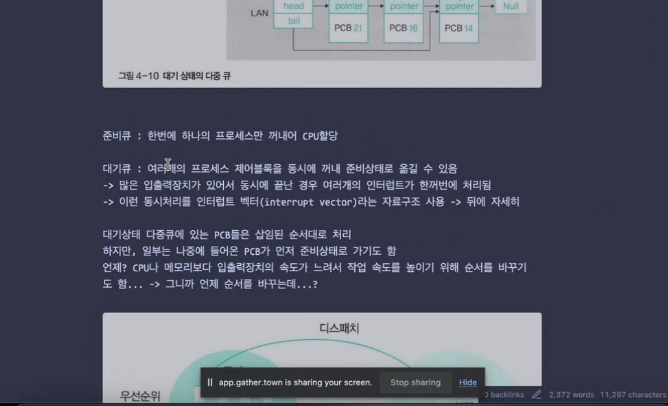 head
pointer
pointer
pointer
Null
LAN
tail
PCB 21
PCB 16
PCB 14
그림 4-10 대기 상태의 다중 큐
준비큐 : 한번에 하나의 프로세스만 꺼내어 CPU할당
대기큐 : 여러개의 프로세스 제어블록을 동시에 꺼내 준비상태로 옮길 수 있음
-> 많은 입출력장치가 있어서 동시에 끝난 경우 여러개의 인터럽트가 한꺼번에 처리됨
-> 이런 동시처리를 인터럽트 벡터(interrupt vector)라는 자료구조 사용 -> 뒤에 자세히
대기상태 다중큐에 있는 PCB들은 삽입된 순서대로 처리
하지만, 일부는 나중에 들어온 PCB가 먼저 준비상태로 가기도 함
언제? CPU나 메모리보다 입출력장치의 속도가 느려서 작업 속도를 높이기 위해 순서를 바꾸기
도 함... -> 그니까 언제 순서를 바꾸는데...?
디스패치
app.gather.town is sharing your screen.
Stop sharing
Hide
우선순위
0 backlinks
2,372 words
11,297 characters